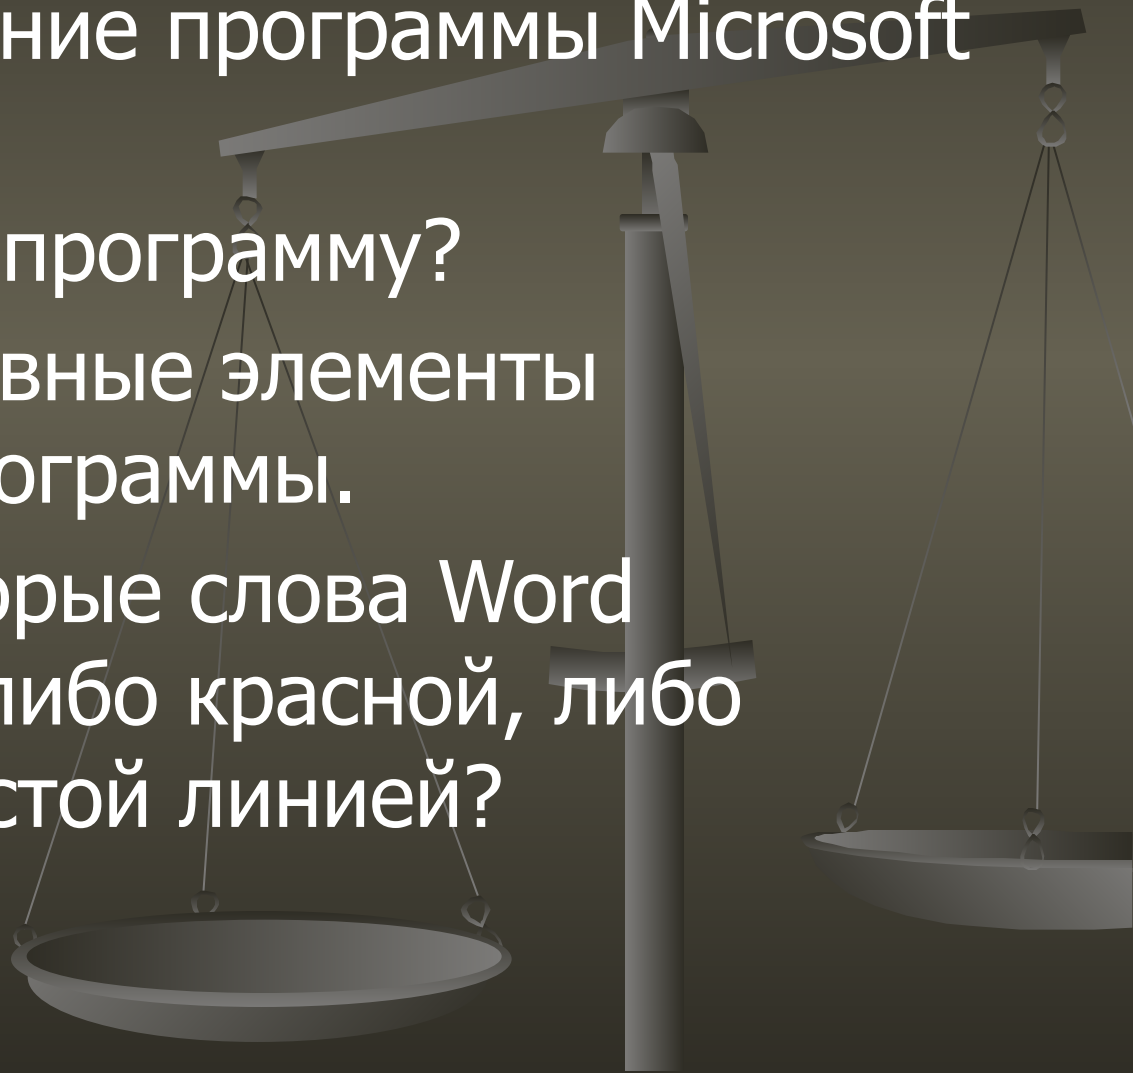 ние программы Microsoft
программу?
вные элементы
ограммы.
орые слова Word
либо красной, либо
стой линией?